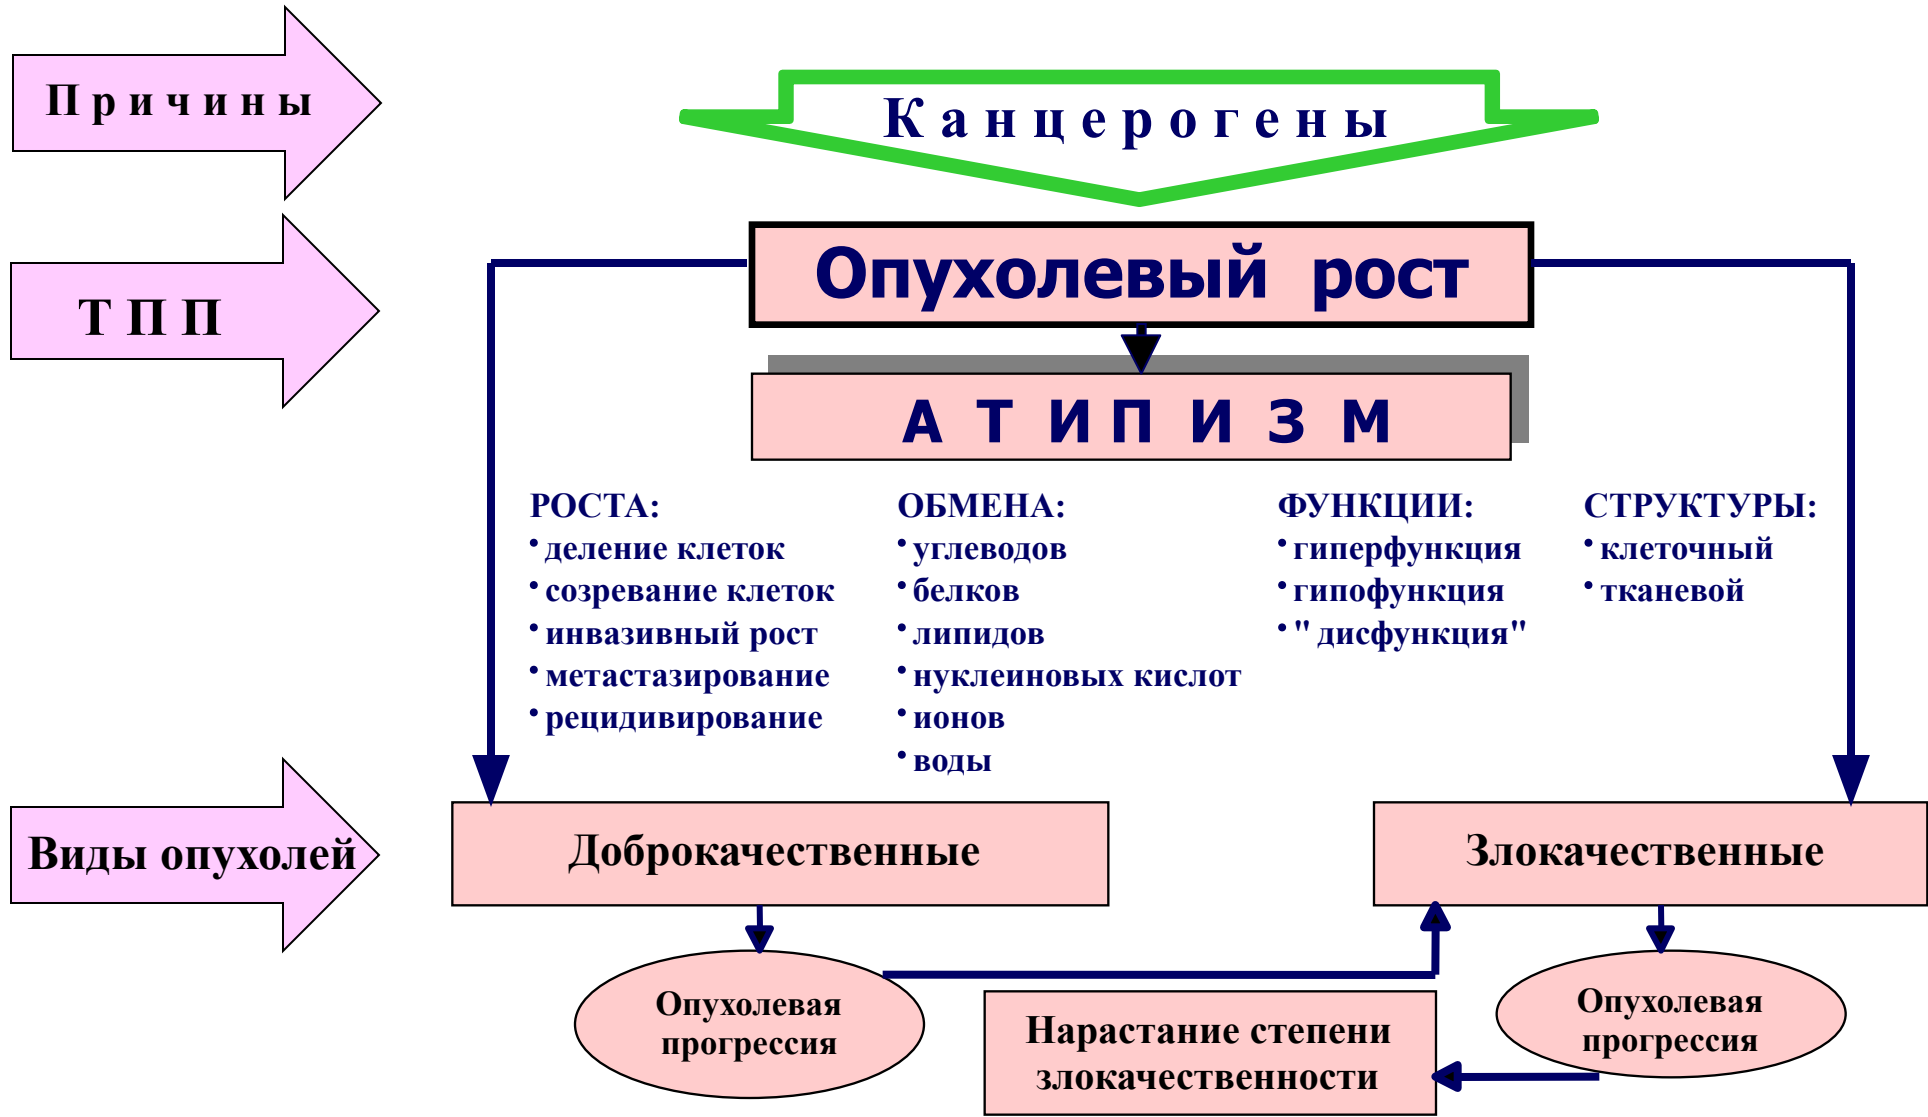 П р и ч и н ы
К а н ц е р о г е н ы
Т П П
Опухолевый рост
А Т И П И З М
РОСТА:
• деление клеток
• созревание клеток
• инвазивный рост
• метастазирование
• рецидивирование
ОБМЕНА:
• углеводов
• белков
• липидов
• нуклеиновых кислот
• ионов
• воды
ФУНКЦИИ:
• гиперфункция
• гипофункция
• " дисфункция"
СТРУКТУРЫ:
• клеточный
• тканевой
Виды опухолей
Доброкачественные
Злокачественные
Опухолевая
прогрессия
Нарастание степени
злокачественности
Опухолевая
прогрессия